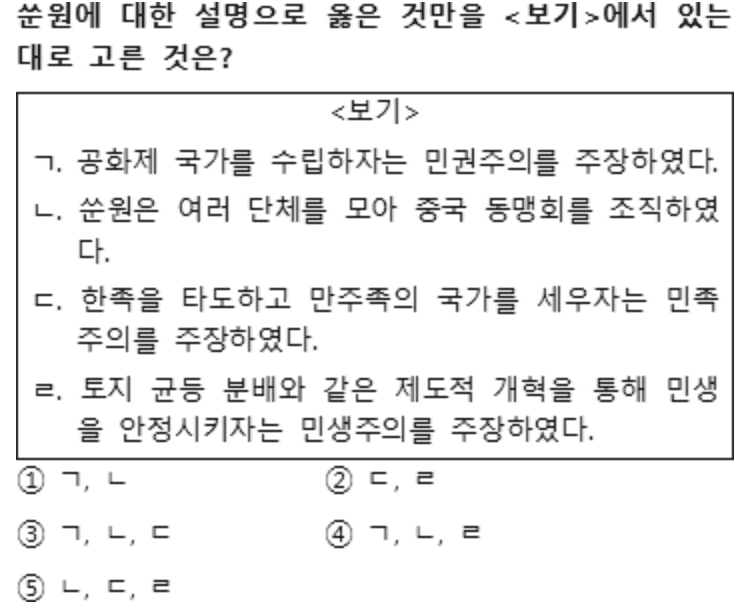 쑨원에 대한 설명으로 옳은 것만을 <보기>에서 있는
대로 고른 것은?
<보기>
ㄱ. 공화제 국가를 수립하자는 민권주의를 주장하였다.
ㄴ. 쑨원은 여러 단체를 모아 중국 동맹회를 조직하였
다.
ㄷ. 한족을 타도하고 만주족의 국가를 세우자는 민족
주의를 주장하였다.
ㄹ. 토지 균등 분배와 같은 제도적 개혁을 통해 민생
을 안정시키자는 민생주의를 주장하였다.
① ㄱ, ㄴ ② ㄷ, ㄹ
③ ㄱ, ㄴ, ㄷ ④ ㄱ, ㄴ, ㄹ
⑤ ㄴ, ㄷ, ㄹ